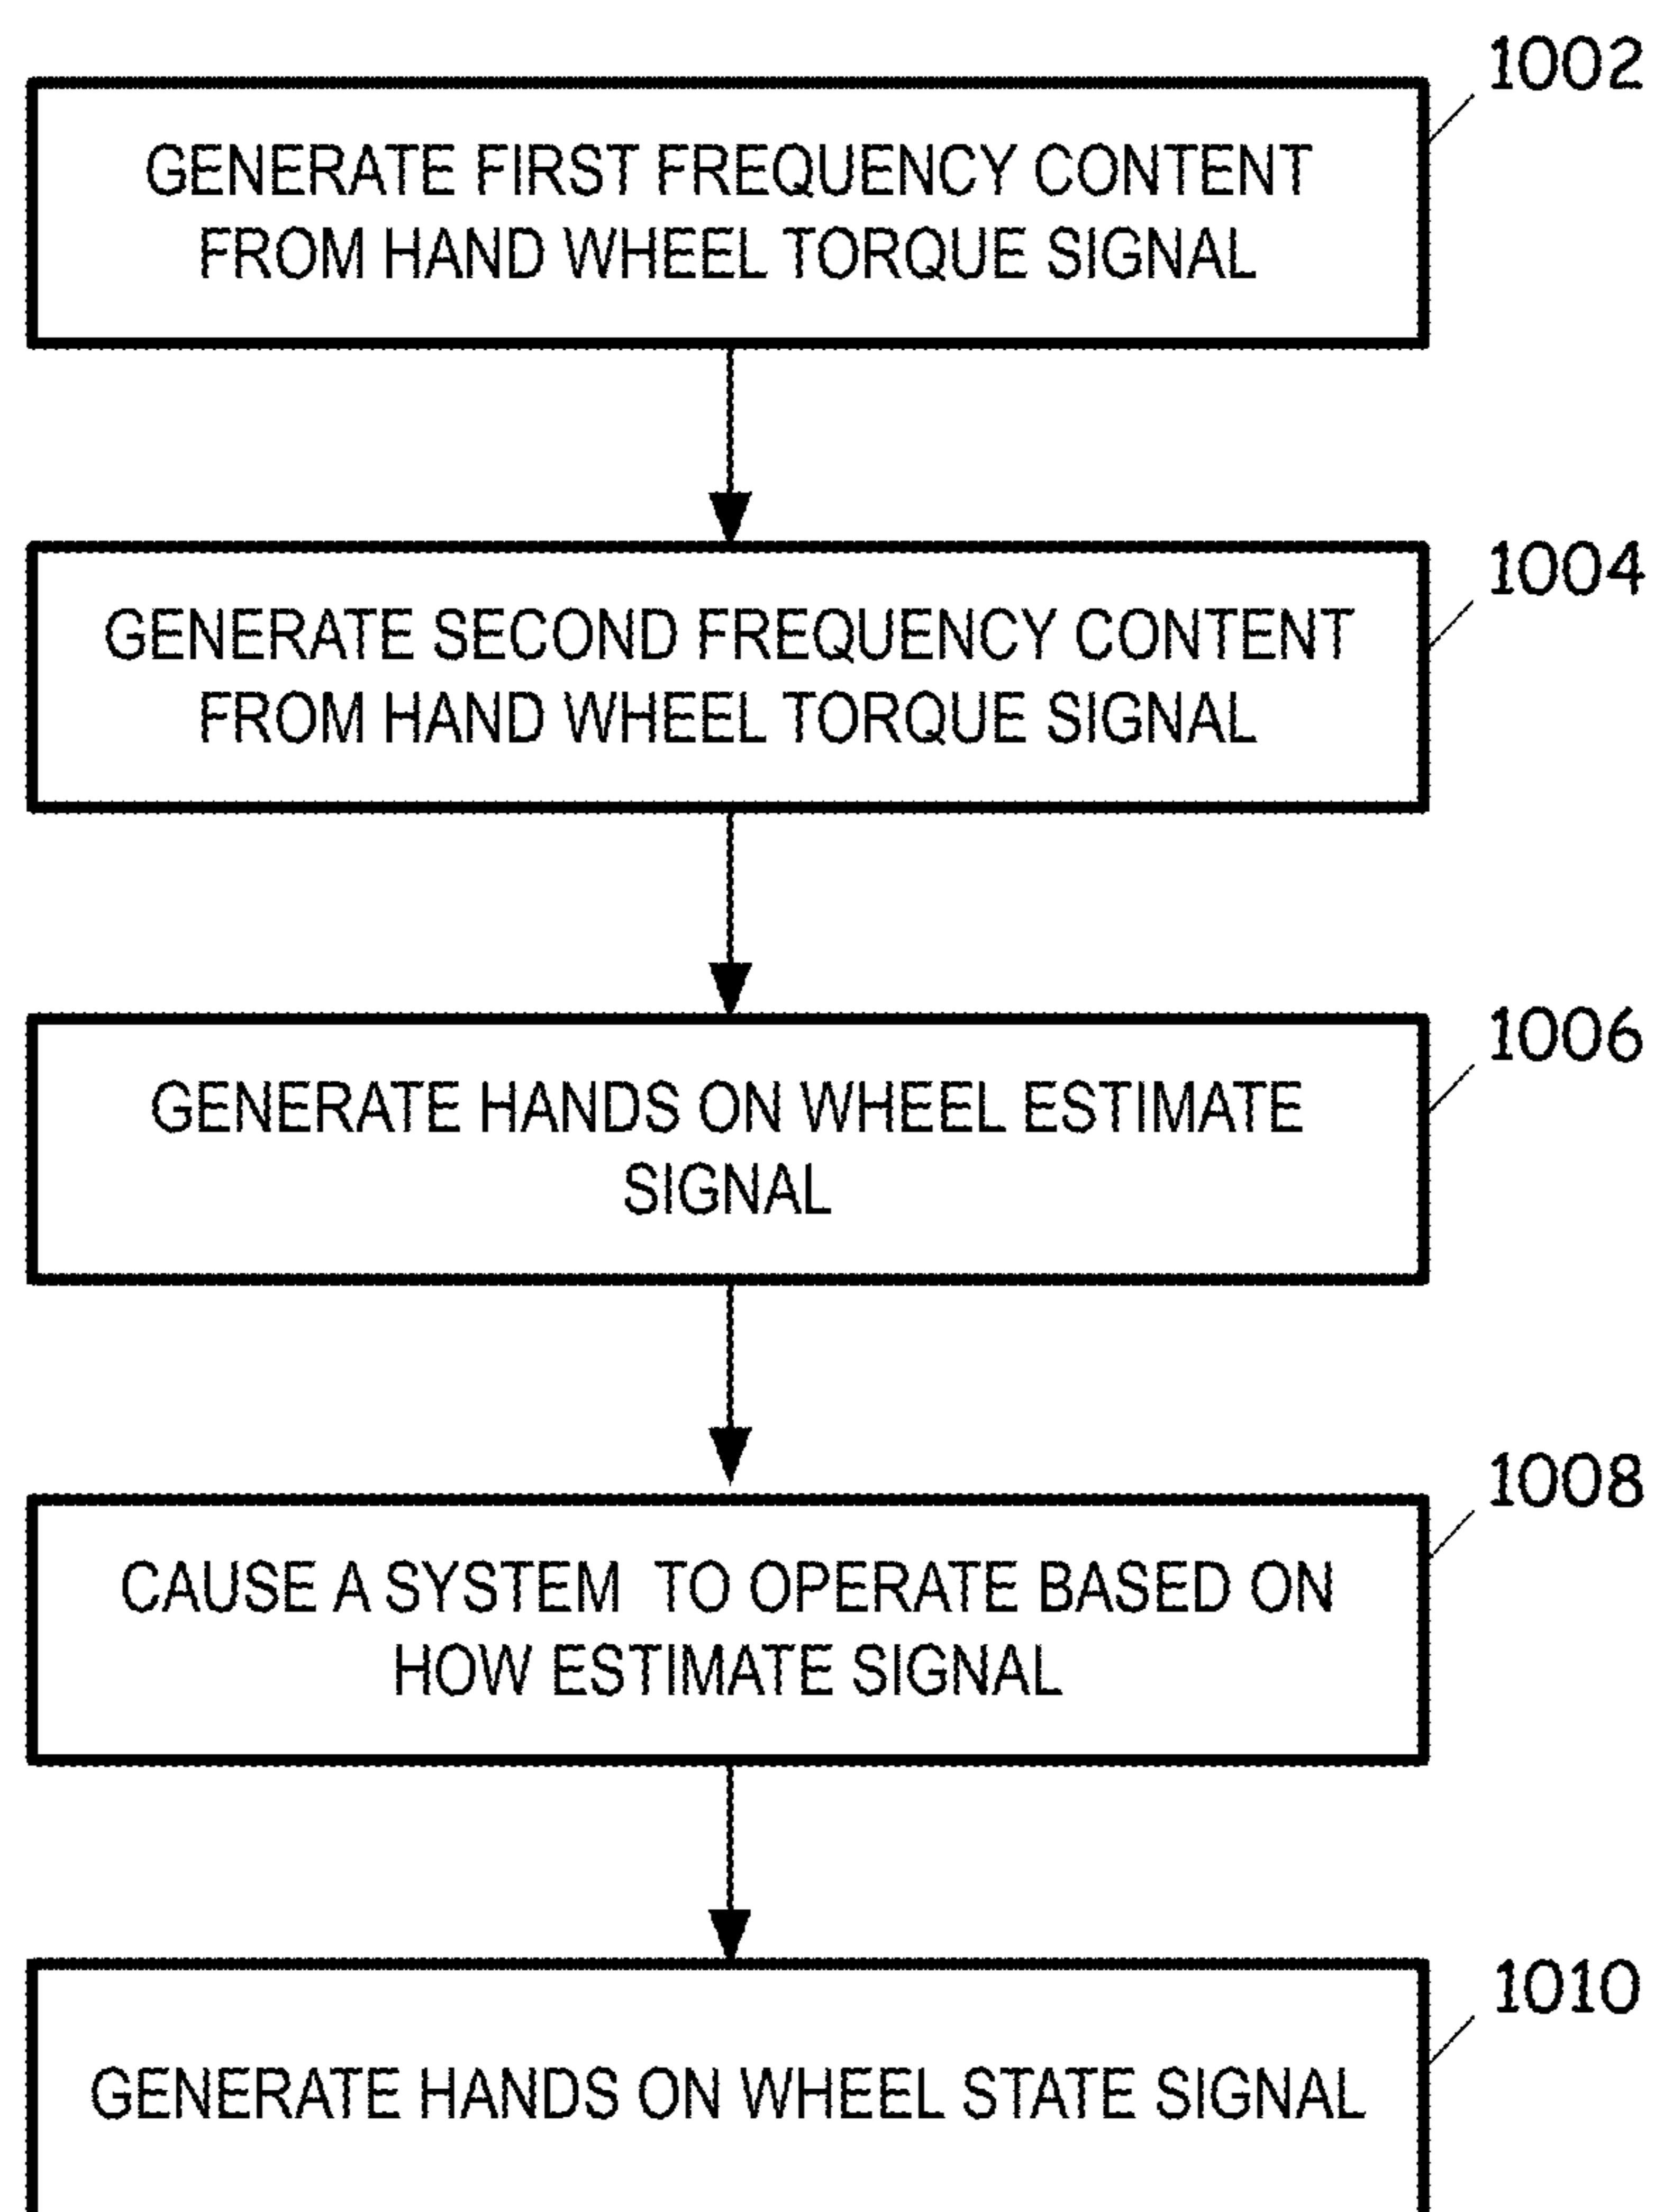 1002
GENERATE FIRST FREQUENCY CONTENT
FROM HAND WHEEL TORQUE SIGNAL
1004
GENERATE SECOND FREQUENCY CONTENT
FROM HAND WHEEL TORQUE SIGNAL
1006
GENERATE HANDS ON WHEEL ESTIMATE
SIGNAL
1008
CAUSE A SYSTEM TO OPERATE BASED ON
HOW ESTIMATE SIGNAL
1010
GENERATE HANDS ON WHEEL STATE SIGNAL